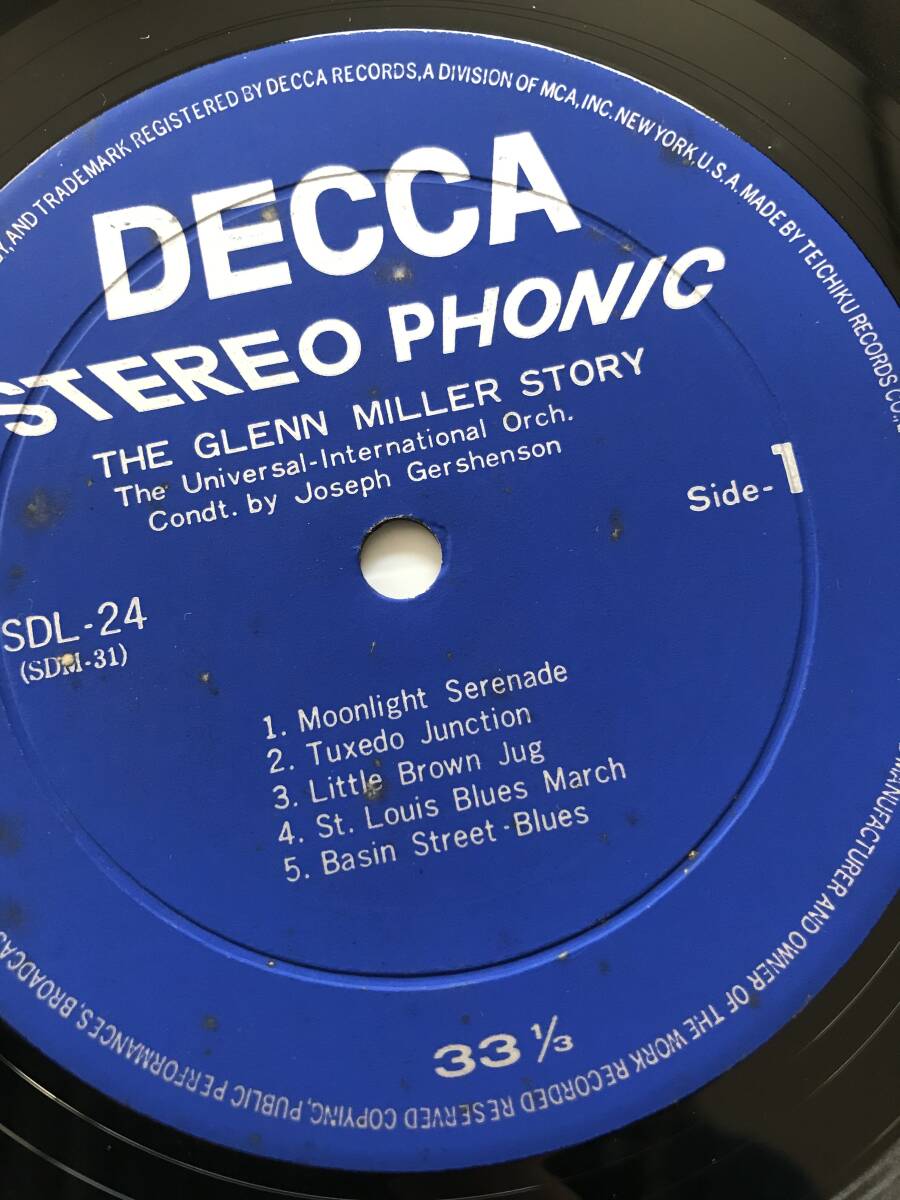 AND TRADEMARK REGISTERED BY DECCA RECORDS, A DIVISION OF MCA, INC. NEW YORK, U.S.A. MADE BY TEICHIKU RECORDS CO.,
DECCA
STEREO PHONIC
THE GLENN MILLER STORY
The Universal-International Orch.
Condt. by Joseph Gershenson
Side-1
SDL-24
(SDM-31)
1. Moonlight Serenade
2. Tuxedo Junction
3. Little Brown Jug
4. St. Louis Blues March
5. Basin Street-Blues
33 1/3
MANUFACTURER AND OWNER OF THE WORK RECORDED RESERVED COPYING, PUBLIC PERFORMANCES, BROADCAS